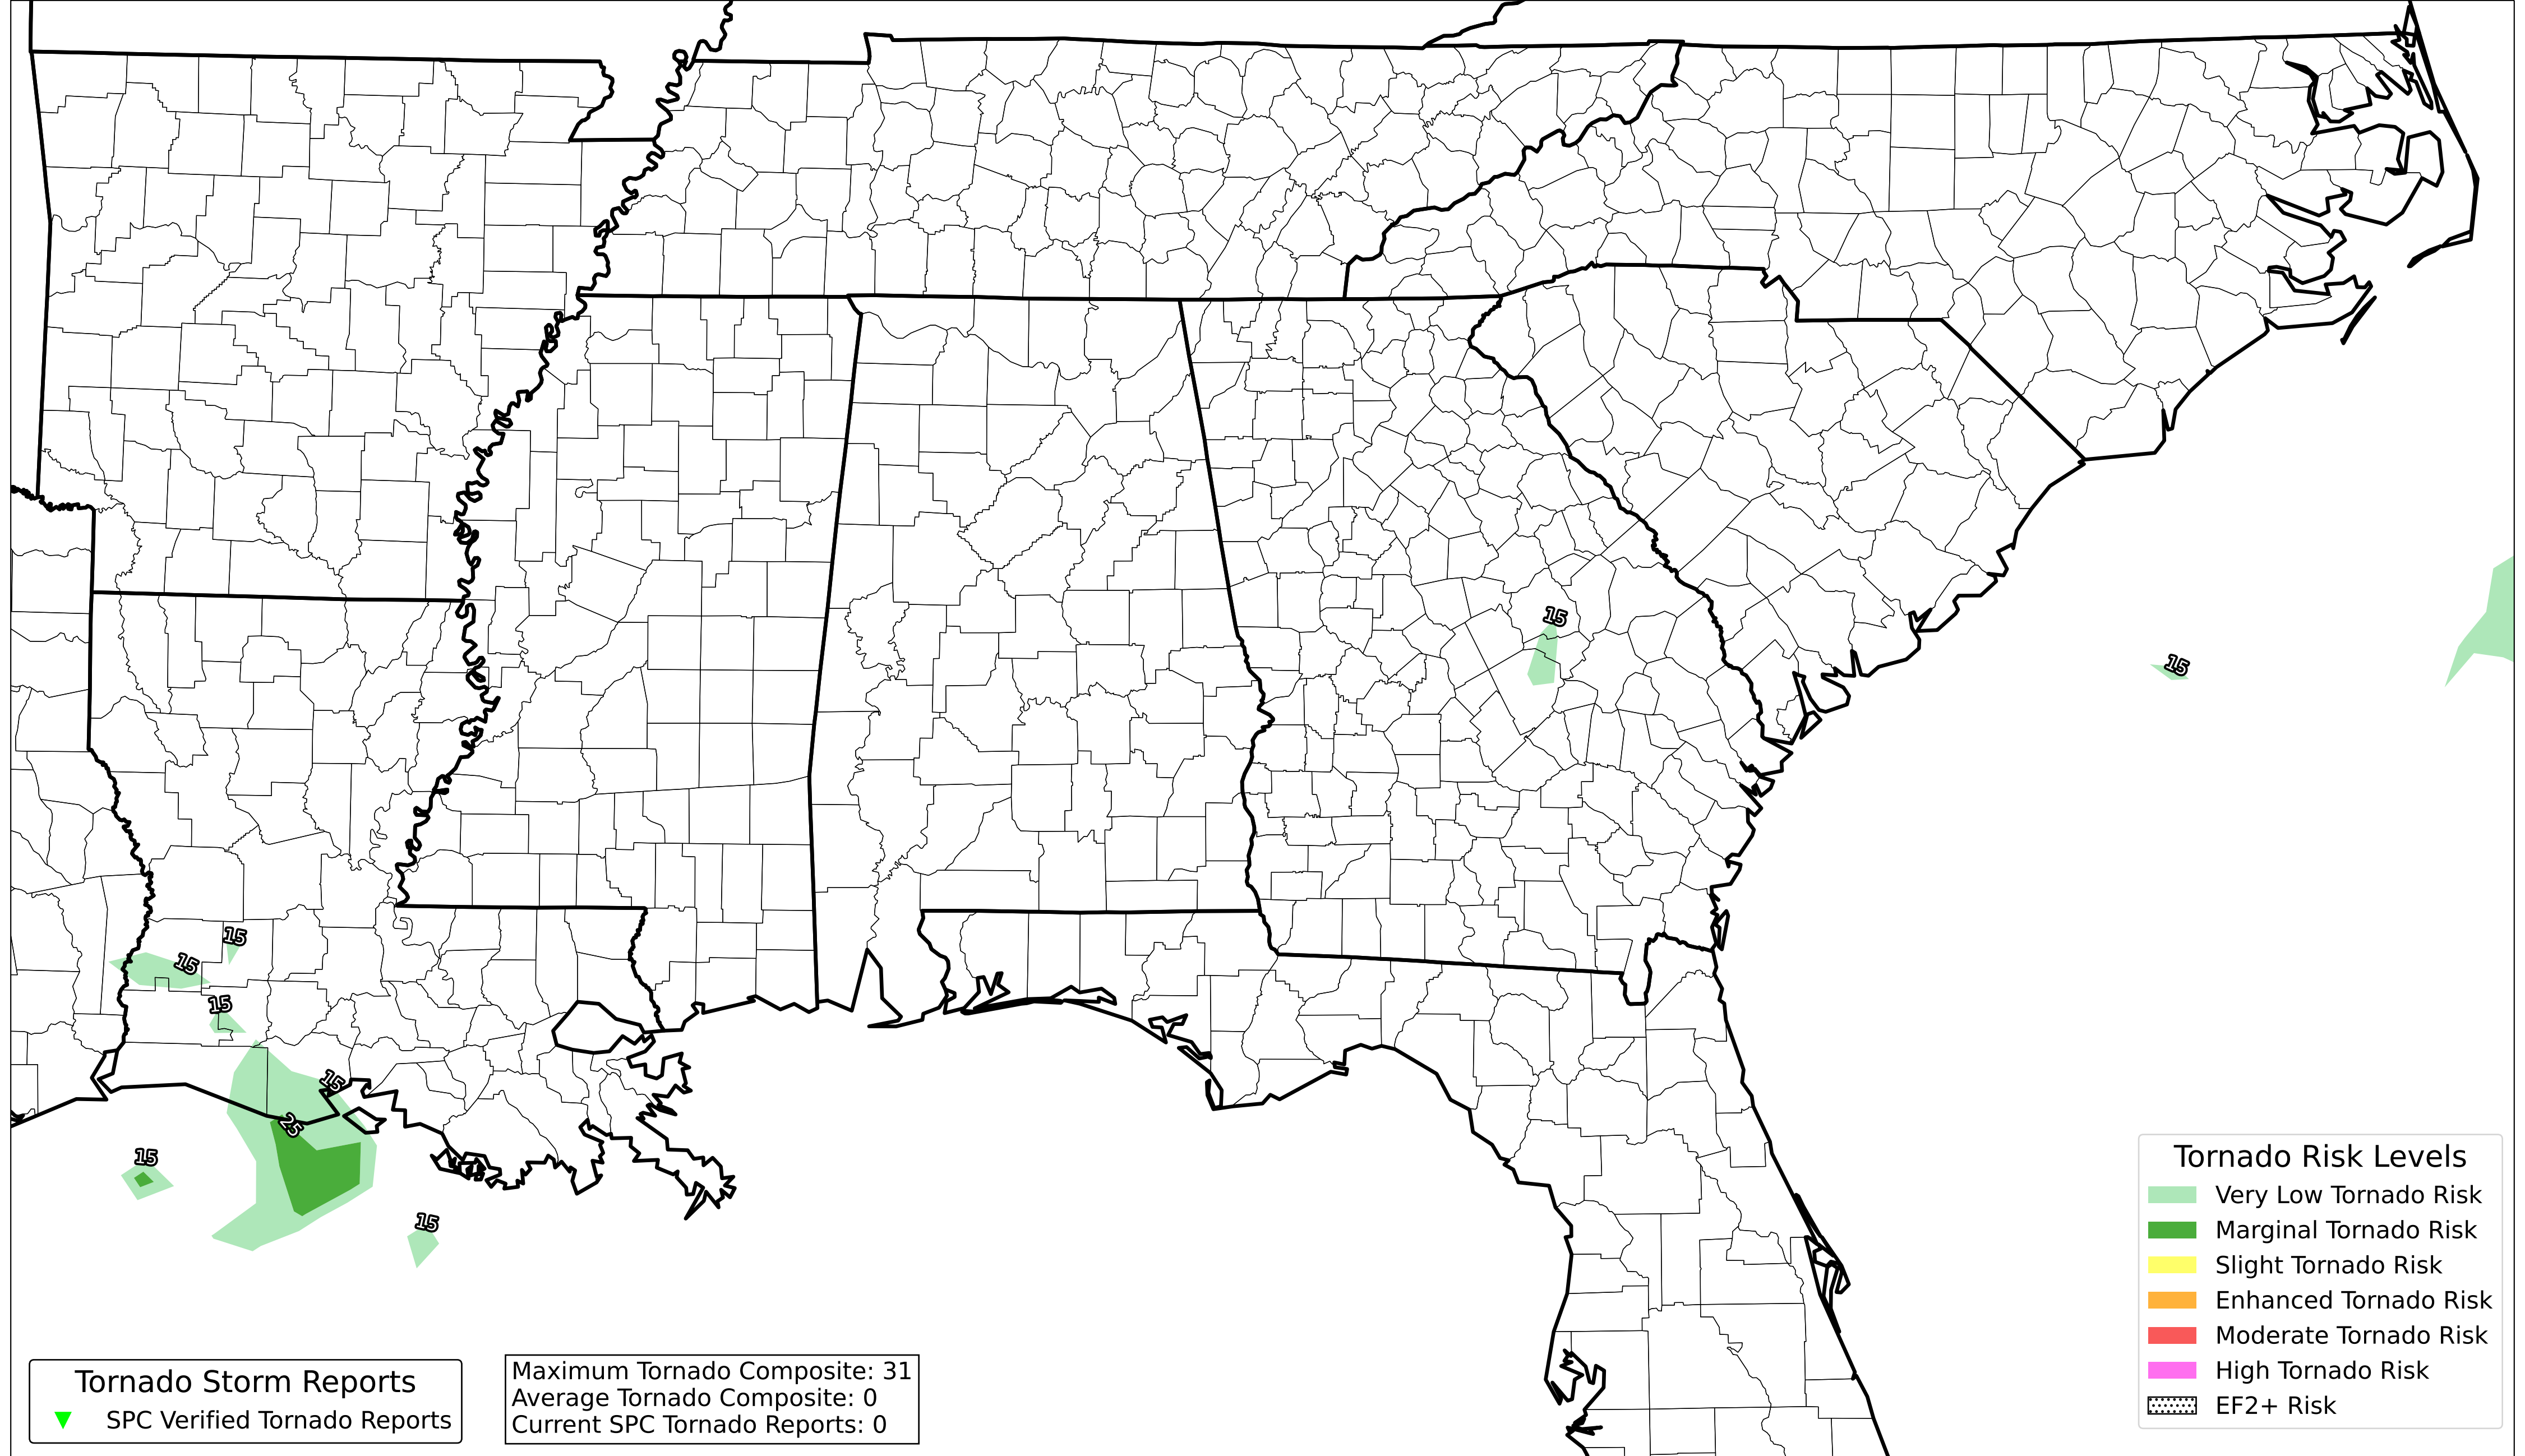 15
15
15
15
15
15
25
15
15
Tornado Risk Levels
Very Low Tornado Risk
Marginal Tornado Risk
Slight Tornado Risk
Enhanced Tornado Risk
Moderate Tornado Risk
High Tornado Risk
EF2+ Risk
Tornado Storm Reports
SPC Verified Tornado Reports
Maximum Tornado Composite: 31
Average Tornado Composite: 0
Current SPC Tornado Reports: 0